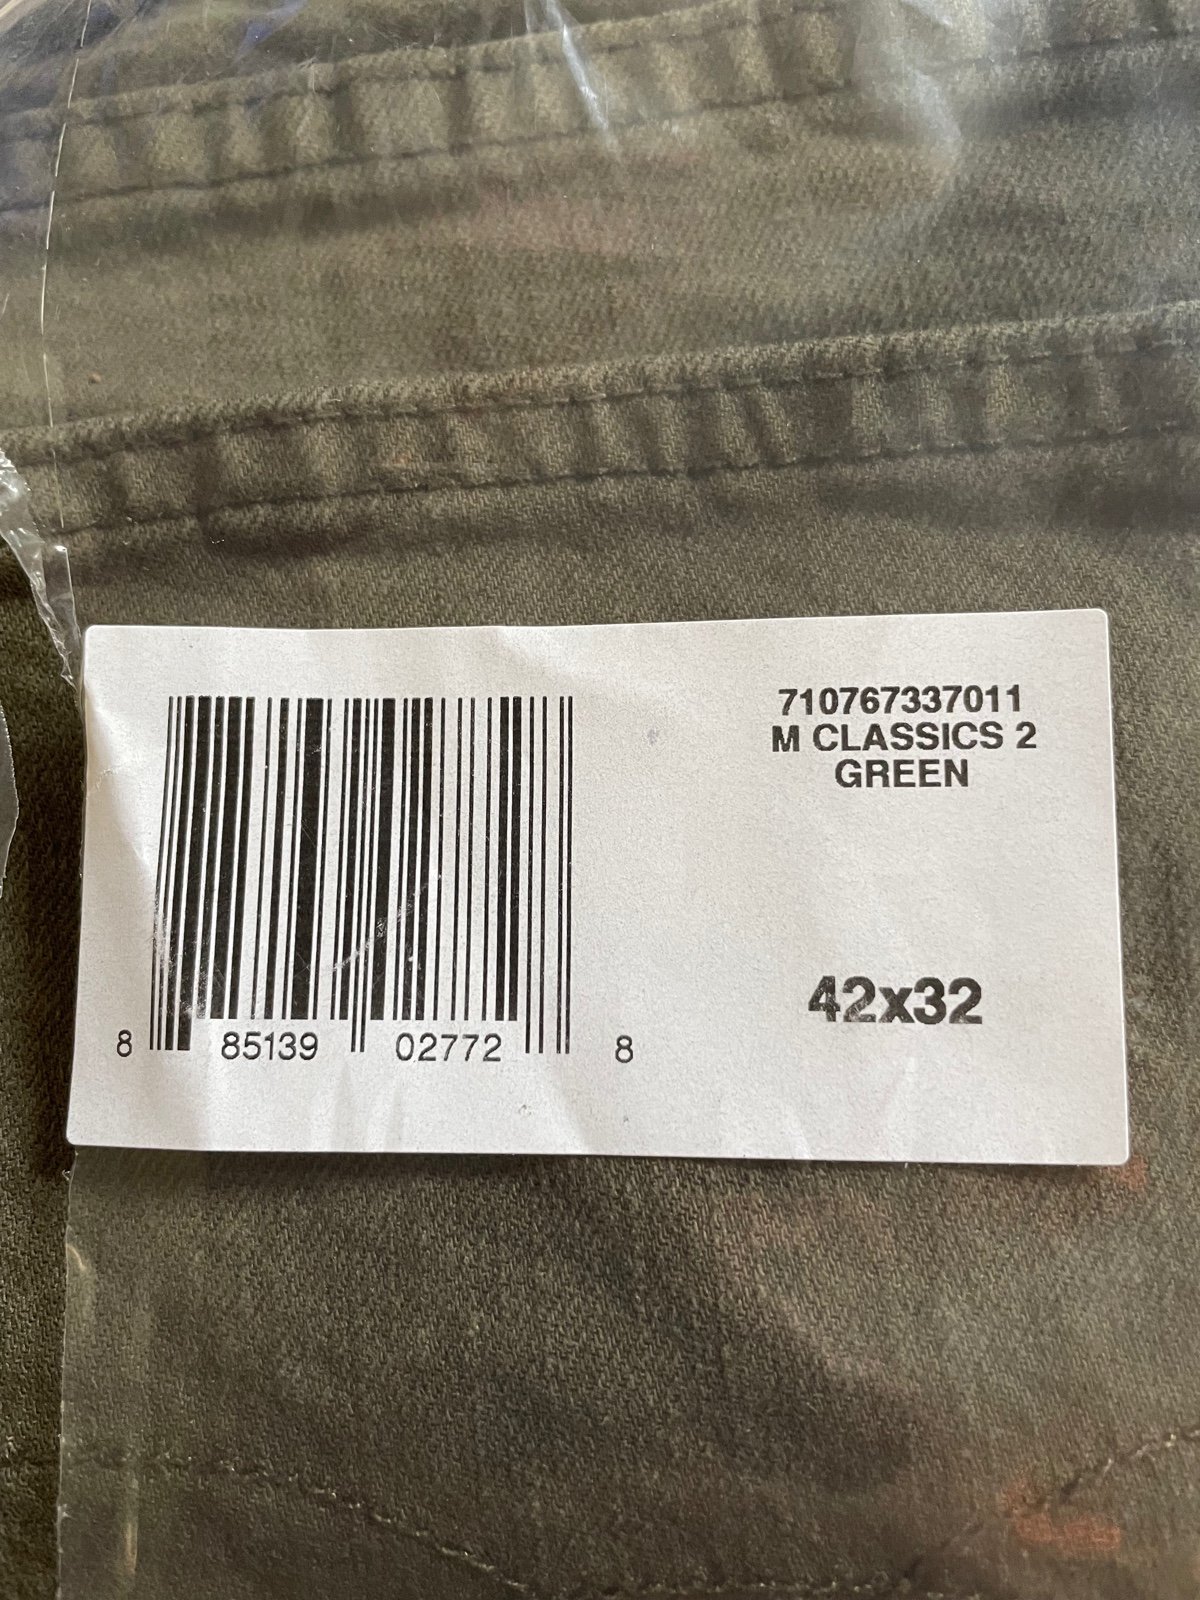 710767337011
M CLASSICS 2
GREEN
42x32
8 85139 02772 8